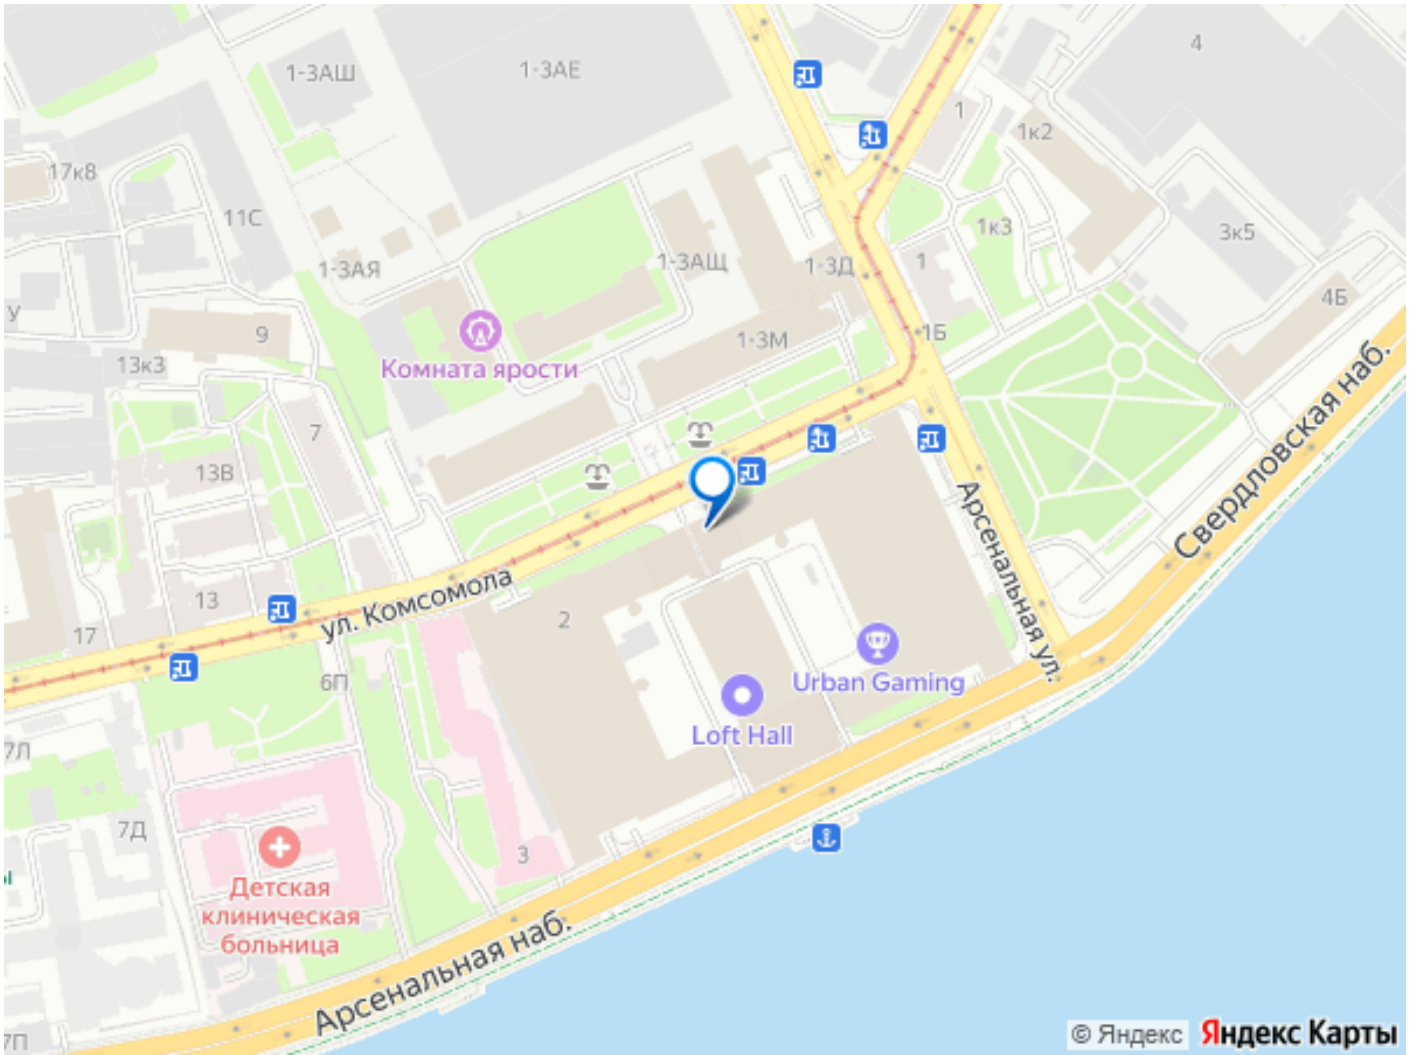 4
1-3АШ
1-3АЕ
1
1к2
17к8
11С
1к3
3к5
1-3АЯ
1-3АЩ
1-3Д
1
4Б
У
9
1-3М
1Б
13к3
Комната ярости
7
13В
Свердловская наб.
Арсенальная ул.
ул. Комсомола
13
2
17
6П
Urban Gaming
Loft Hall
7Л
7Д
3
ы
Детская
клиническая
больница
Арсенальная наб.
7П
© Яндекс Яндекс Карты